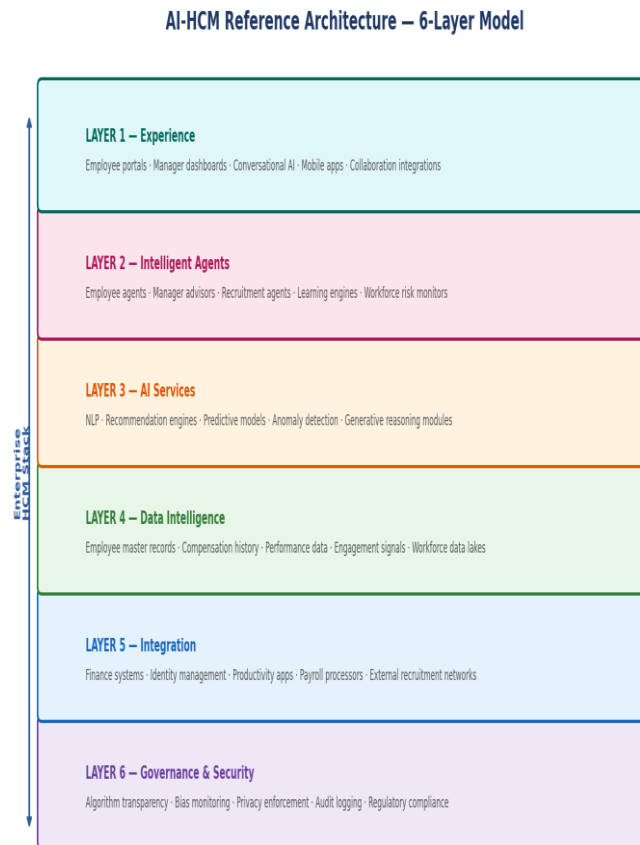 AI-HCM Reference Architecture — 6-Layer Model
LAYER 1 — Experience
Employee portals · Manager dashboards · Conversational AI · Mobile apps · Collaboration integrations
LAYER 2 — Intelligent Agents
Employee agents · Manager advisors · Recruitment agents · Learning engines · Workforce risk monitors
LAYER 3 — AI Services
NLP · Recommendation engines · Predictive models · Anomaly detection · Generative reasoning modules
LAYER 4 — Data Intelligence
Employee master records · Compensation history · Performance data · Engagement signals · Workforce data lakes
LAYER 5 — Integration
Finance systems · Identity management · Productivity apps · Payroll processors · External recruitment networks
LAYER 6 — Governance & Security
Algorithm transparency · Bias monitoring · Privacy enforcement · Audit logging · Regulatory compliance
Enterprise
HCM Stack